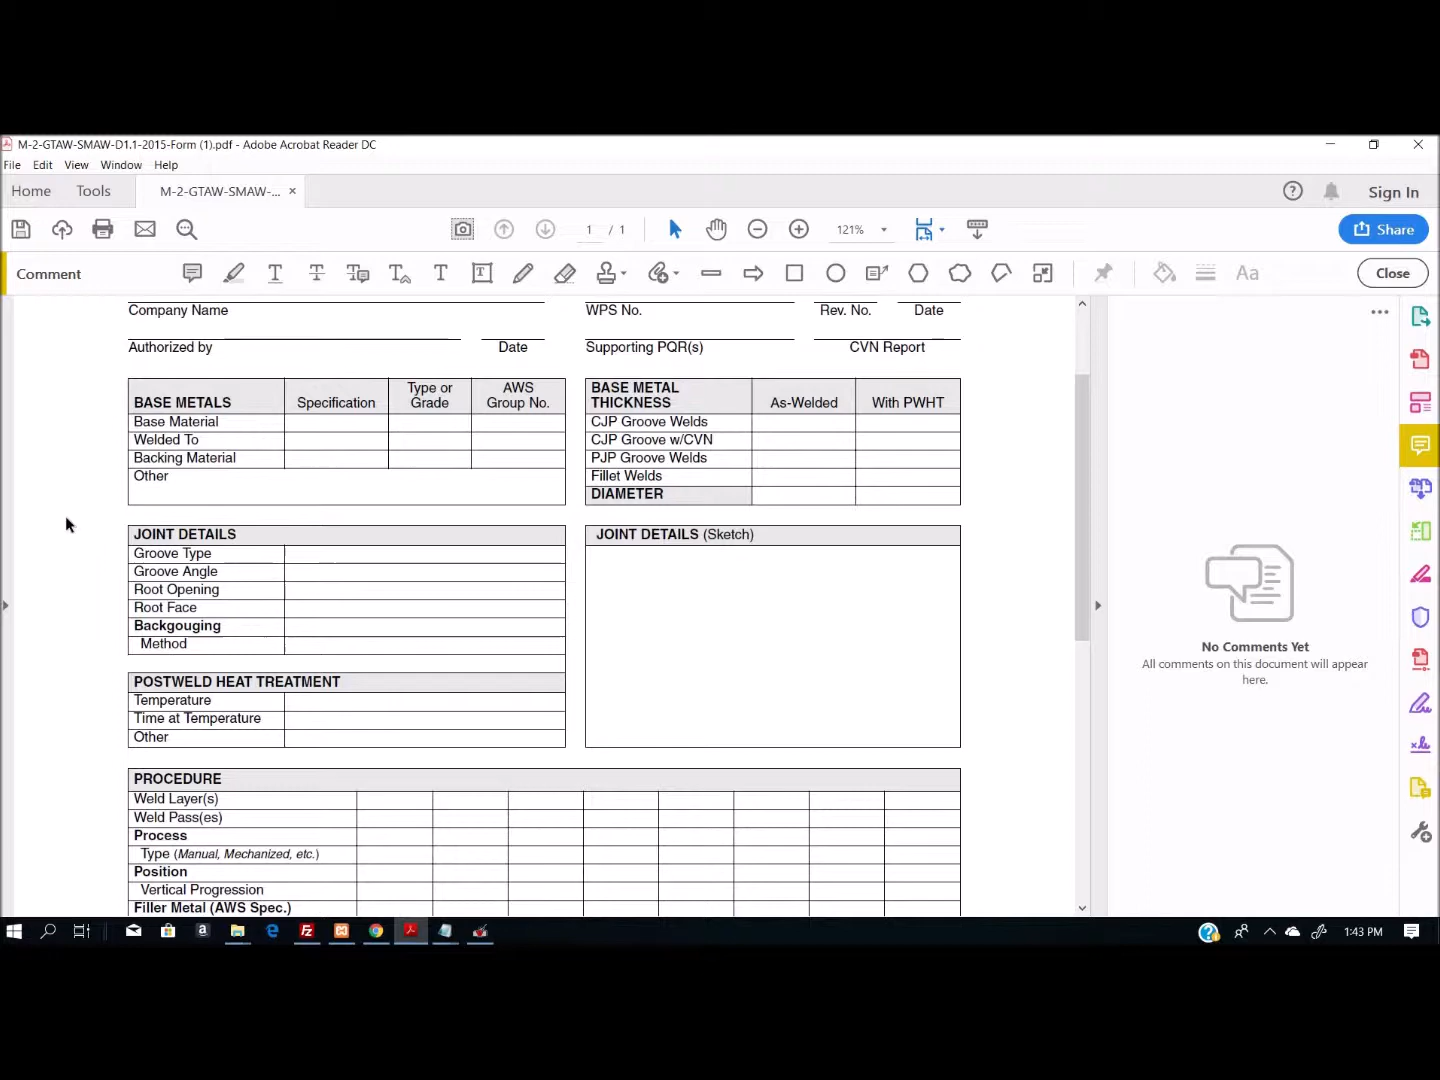 M-2-GTAW-SMAW-D1.1-2015-Form (1).pdf - Adobe Acrobat Reader DC
File Edit View Window Help
Home Tools M-2-GTAW-SMAW-... × Sign In
1 / 1 121% Share
Comment Aa Close
Company Name WPS No. Rev. No. Date
Authorized by Date Supporting PQR(s) CVN Report
BASE METALS Specification Type or Grade AWS Group No.
Base Material
Welded To
Backing Material
Other
BASE METAL THICKNESS As-Welded With PWHT
CJP Groove Welds
CJP Groove w/CVN
PJP Groove Welds
Fillet Welds
DIAMETER
JOINT DETAILS
Groove Type
Groove Angle
Root Opening
Root Face
Backgouging
Method
JOINT DETAILS (Sketch)
POSTWELD HEAT TREATMENT
Temperature
Time at Temperature
Other
PROCEDURE
Weld Layer(s)
Weld Pass(es)
Process
Type (Manual, Mechanized, etc.)
Position
Vertical Progression
Filler Metal (AWS Spec.)
No Comments Yet
All comments on this document will appear
here.
1:43 PM